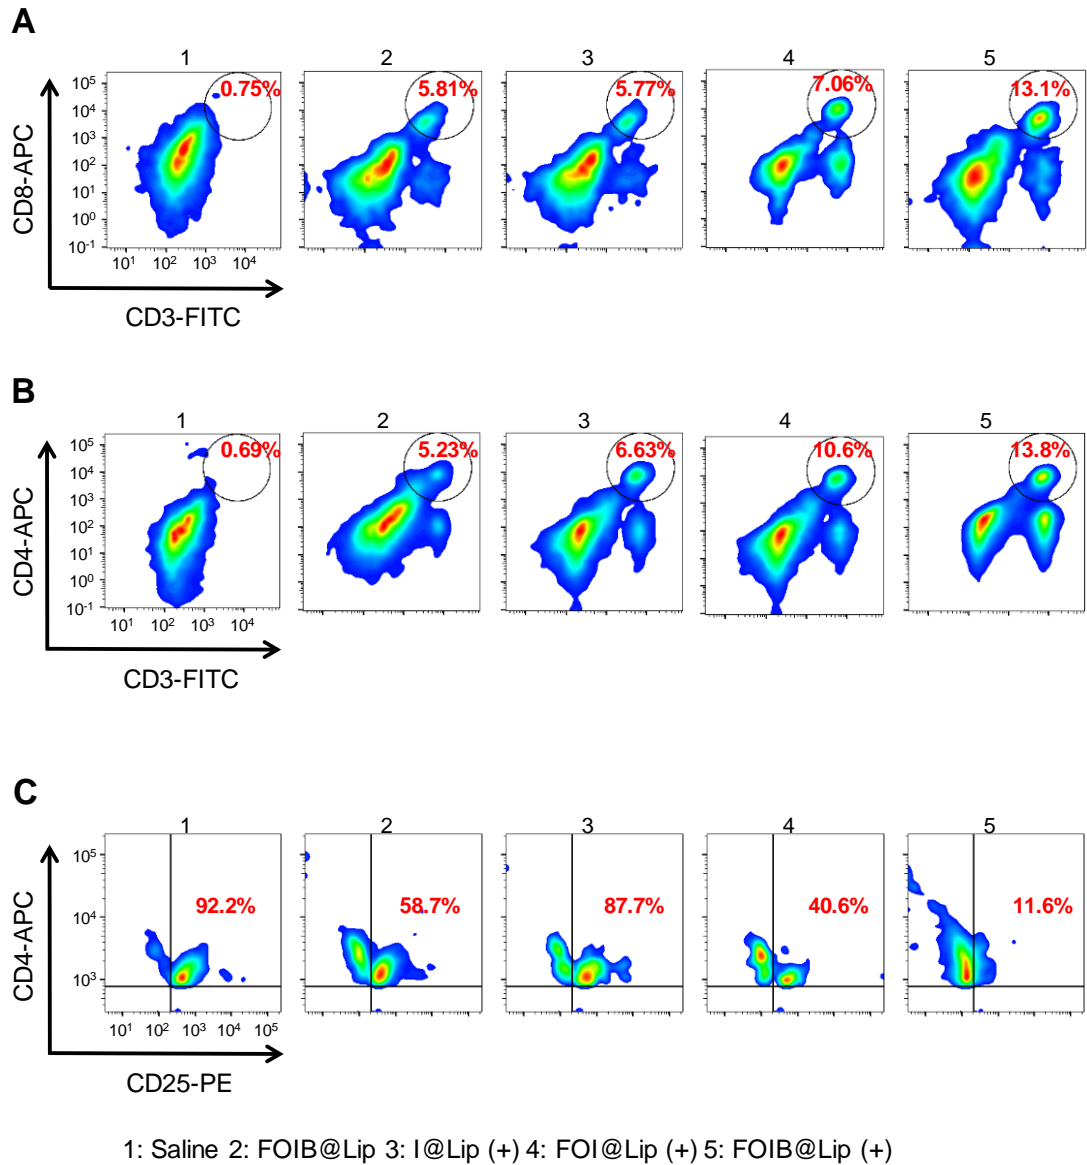 A
1 2 3 4 5
0.75% 5.81% 5.77% 7.06% 13.1%
CD8-APC
10⁵
10⁴
10³
10²
10¹
10⁰
10⁻¹
10¹ 10² 10³ 10⁴
CD3-FITC
B
1 2 3 4 5
0.69% 5.23% 6.63% 10.6% 13.8%
CD4-APC
10⁵
10⁴
10³
10²
10¹
10⁰
10⁻¹
10¹ 10² 10³ 10⁴
CD3-FITC
C
1 2 3 4 5
92.2% 58.7% 87.7% 40.6% 11.6%
CD4-APC
10⁵
10⁴
10³
10¹ 10² 10³ 10⁴ 10⁵
CD25-PE
1: Saline 2: FOIB@Lip 3: I@Lip (+) 4: FOI@Lip (+) 5: FOIB@Lip (+)